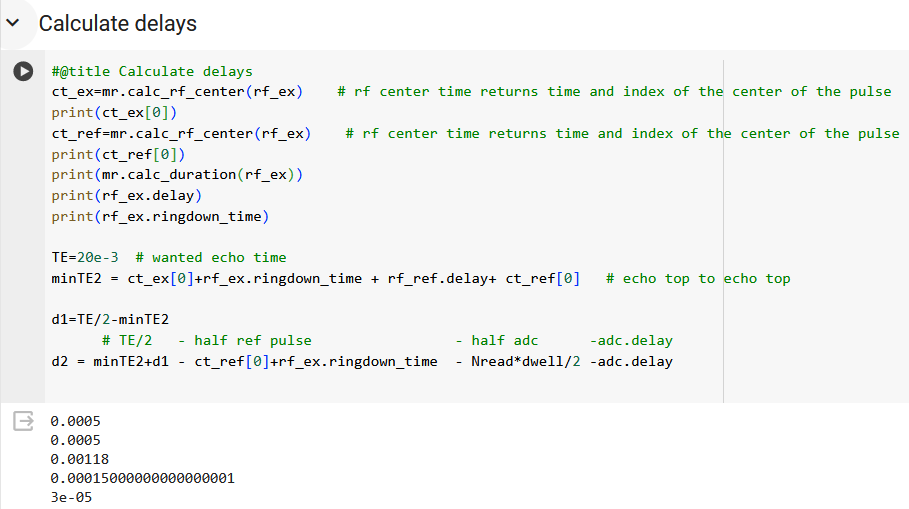 Calculate delays
#@title Calculate delays
ct_ex=mr.calc_rf_center(rf_ex)    # rf center time returns time and index of the center of the pulse
print(ct_ex[0])
ct_ref=mr.calc_rf_center(rf_ex)    # rf center time returns time and index of the center of the pulse
print(ct_ref[0])
print(mr.calc_duration(rf_ex))
print(rf_ex.delay)
print(rf_ex.ringdown_time)
TE=20e-3  # wanted echo time
minTE2 = ct_ex[0]+rf_ex.ringdown_time + rf_ref.delay+ ct_ref[0]   # echo top to echo top
d1=TE/2-minTE2
# TE/2   - half ref pulse                 - half adc      -adc.delay
d2 = minTE2+d1 - ct_ref[0]+rf_ex.ringdown_time  - Nread*dwell/2 -adc.delay
0.0005
0.0005
0.00118
0.00015000000000000001
3e-05